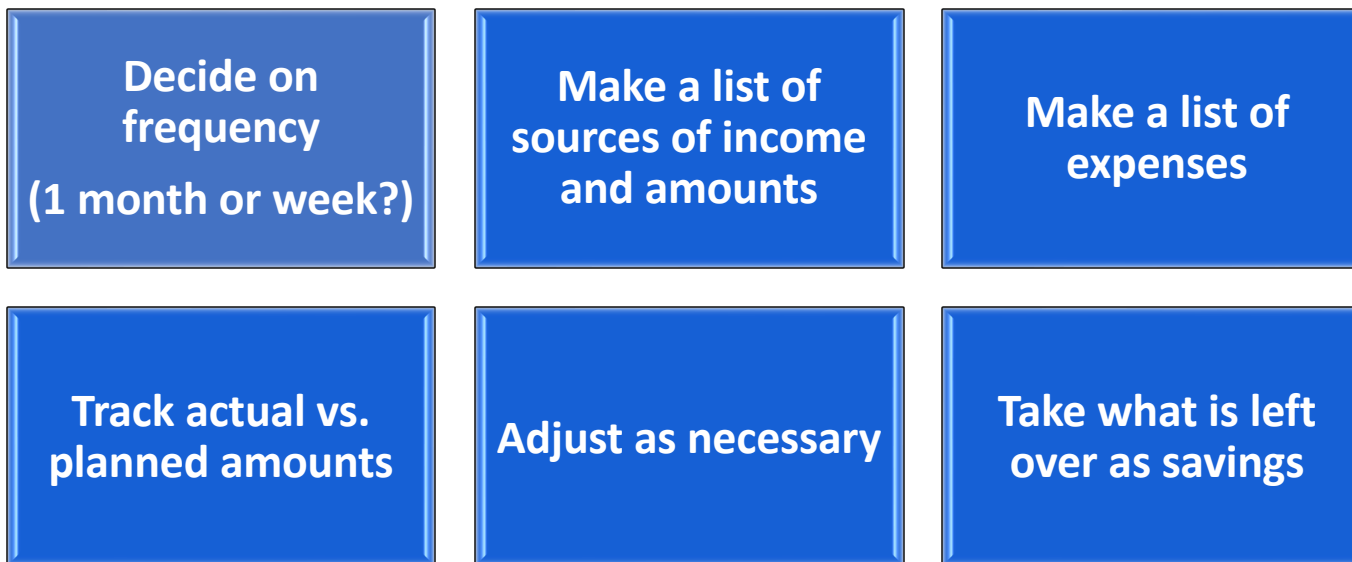 Decide on
frequency
(1 month or week?)
Make a list of
sources of income
and amounts
Make a list of
expenses
Track actual vs.
planned amounts
Adjust as necessary
Take what is left
over as savings